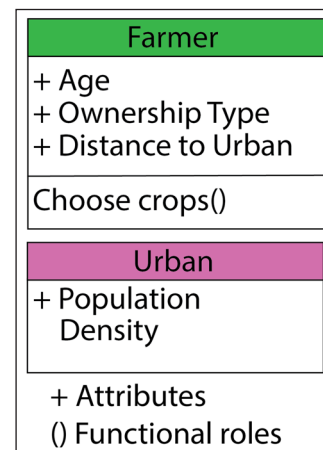 Farmer
+ Age
+ Ownership Type
+ Distance to Urban
Choose crops()
Urban
+ Population
Density
+ Attributes
() Functional roles